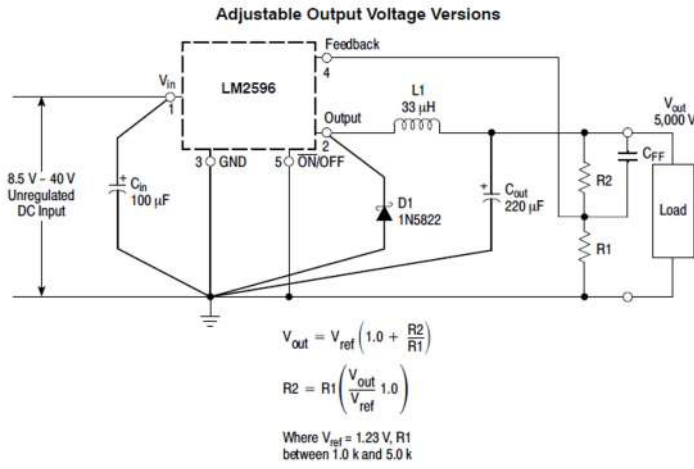 Adjustable Output Voltage Versions
Feedback
4
Vin
1
LM2596
Output
2
L1
33 μH
Vout
5,000 V
3 GND
5 ON/OFF
CFF
R2
8.5 V – 40 V
Unregulated
DC Input
Cin
100 μF
D1
1N5822
Cout
220 μF
Load
R1
Vout = Vref (1.0 + R2/R1)
R2 = R1 (Vout/Vref 1.0)
Where Vref = 1.23 V, R1
between 1.0 k and 5.0 k